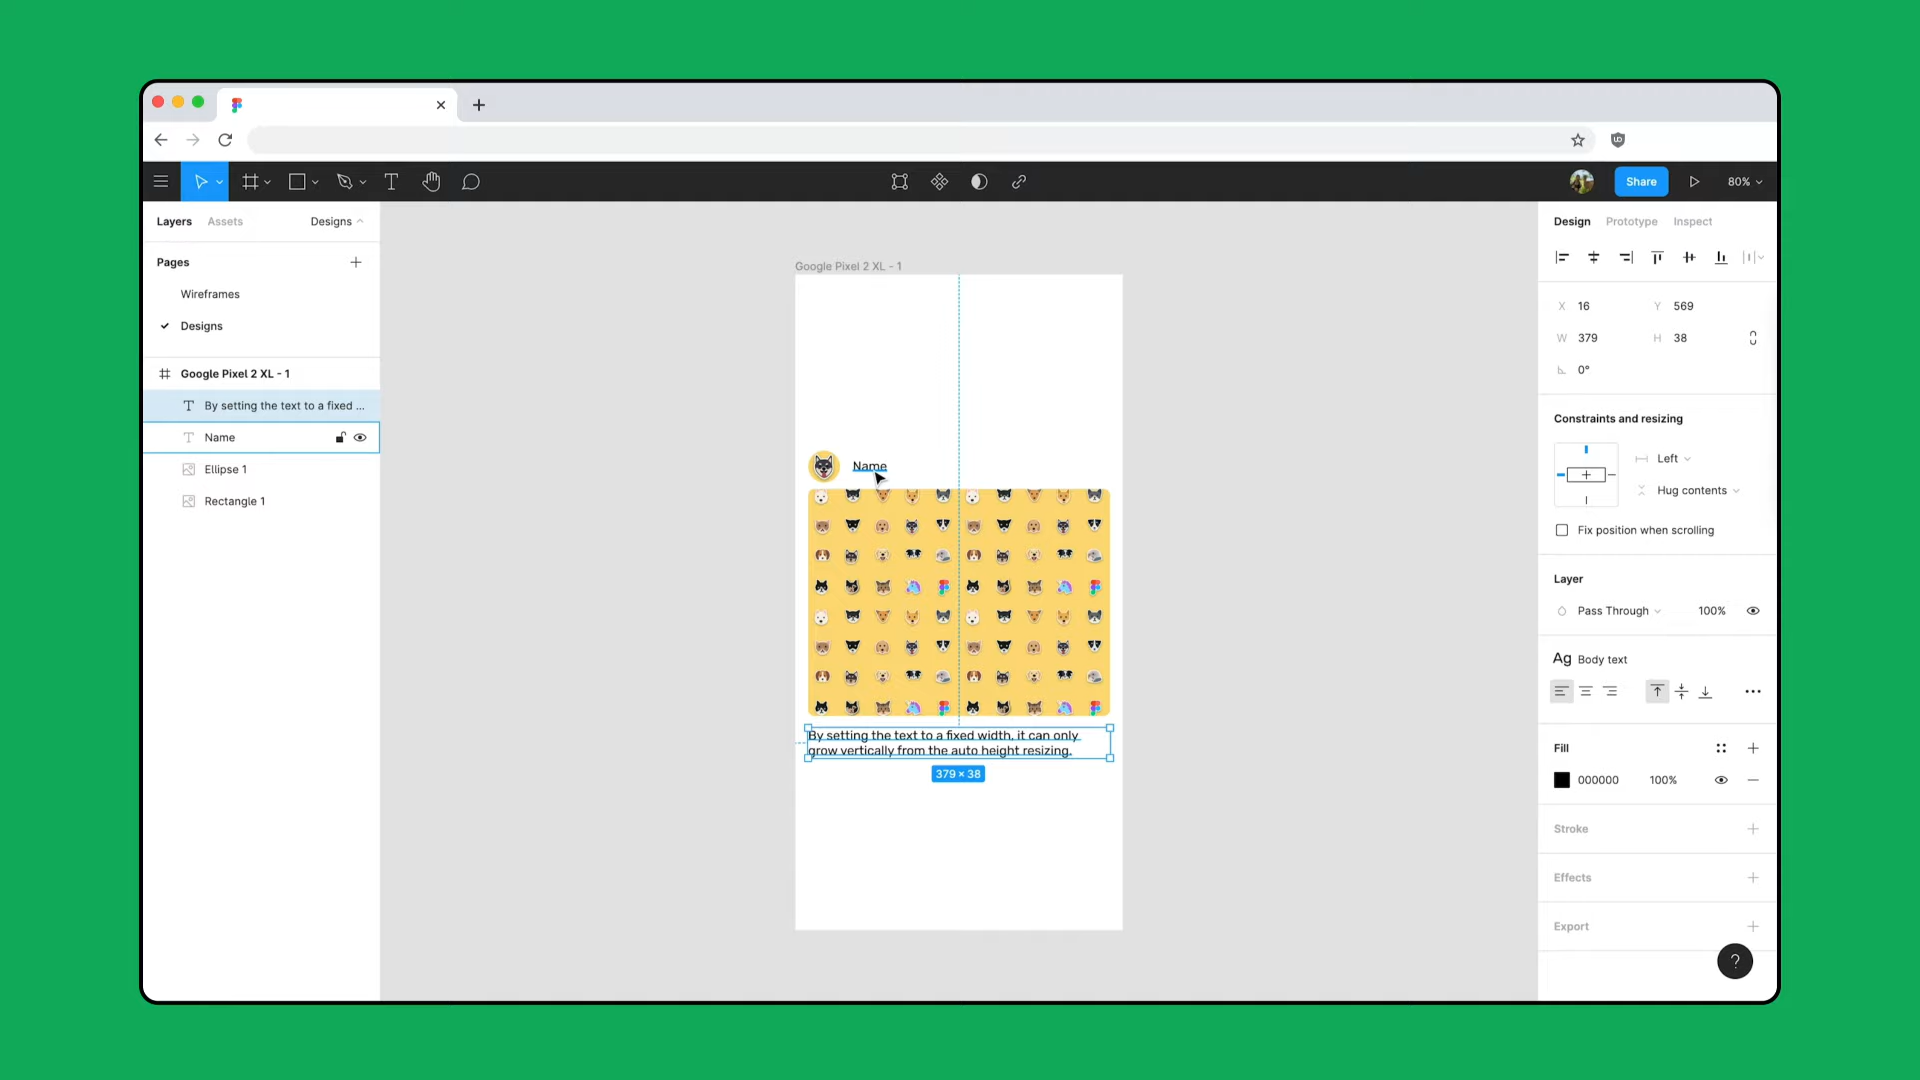 Share
80%
Layers
Assets
Designs
Pages
Wireframes
Designs
Google Pixel 2 XL - 1
By setting the text to a fixed ...
Name
Ellipse 1
Rectangle 1
Google Pixel 2 XL - 1
Name
By setting the text to a fixed width, it can only
grow vertically from the auto height resizing.
379 × 38
Design
Prototype
Inspect
X 16
Y 569
W 379
H 38
0°
Constraints and resizing
Left
Hug contents
Fix position when scrolling
Layer
Pass Through
100%
Ag Body text
Fill
000000
100%
Stroke
Effects
Export
?